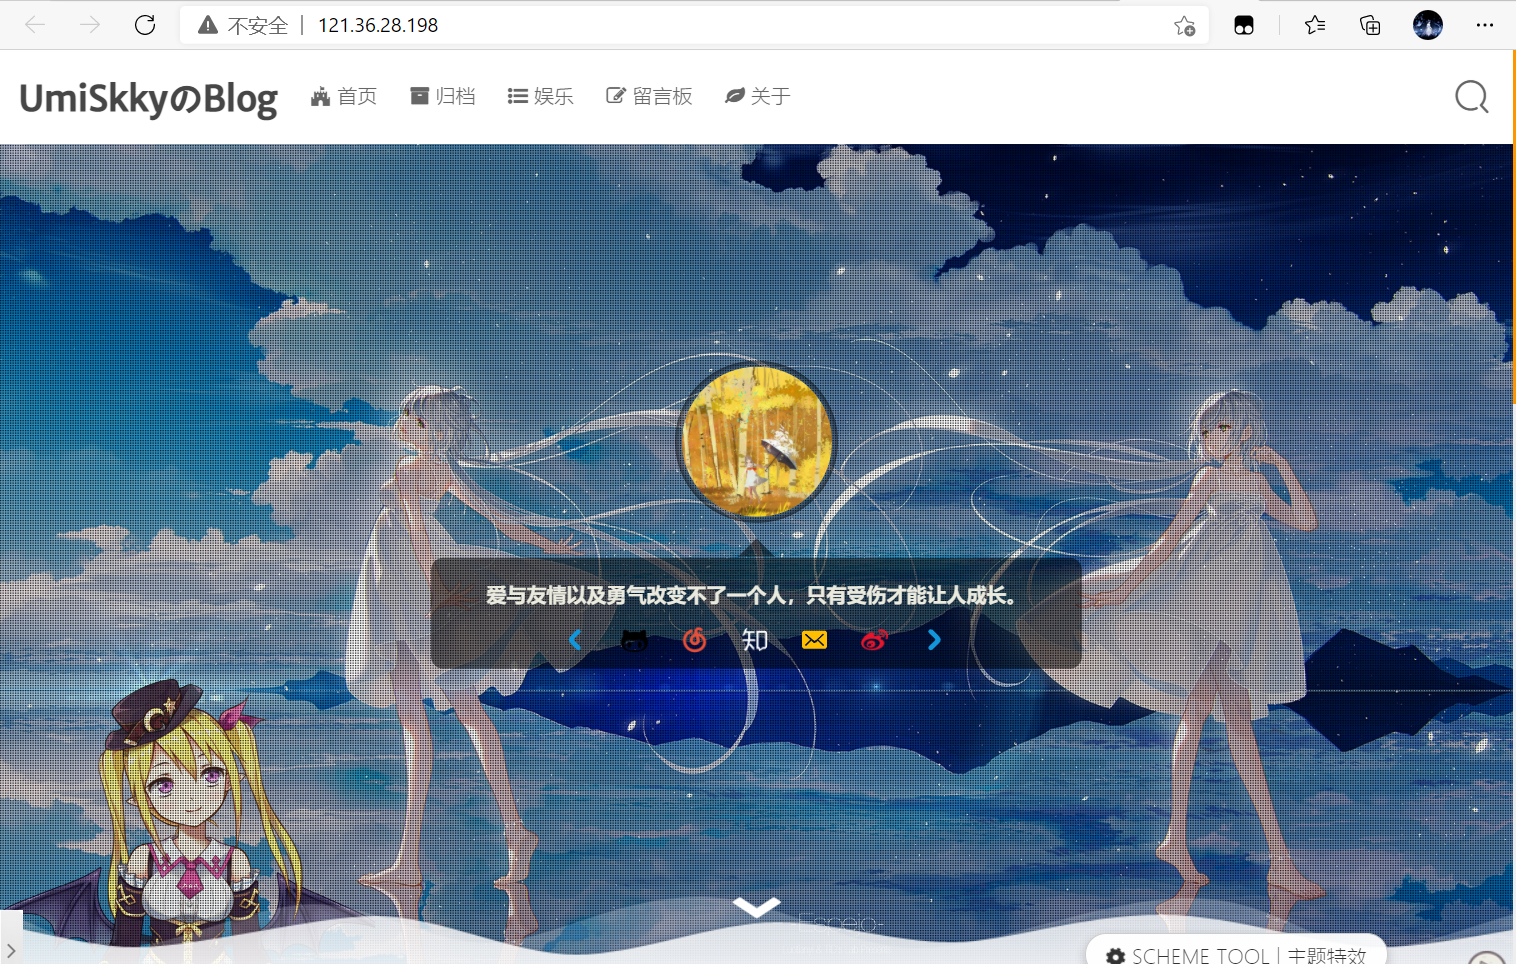 不安全 | 121.36.28.198
UmiSkkyのBlog 首页 归档 娱乐 留言板 关于
爱与友情以及勇气改变不了一个人，只有受伤才能让人成长。
知
Espejo-
SCHEME TOOL | 主题特效